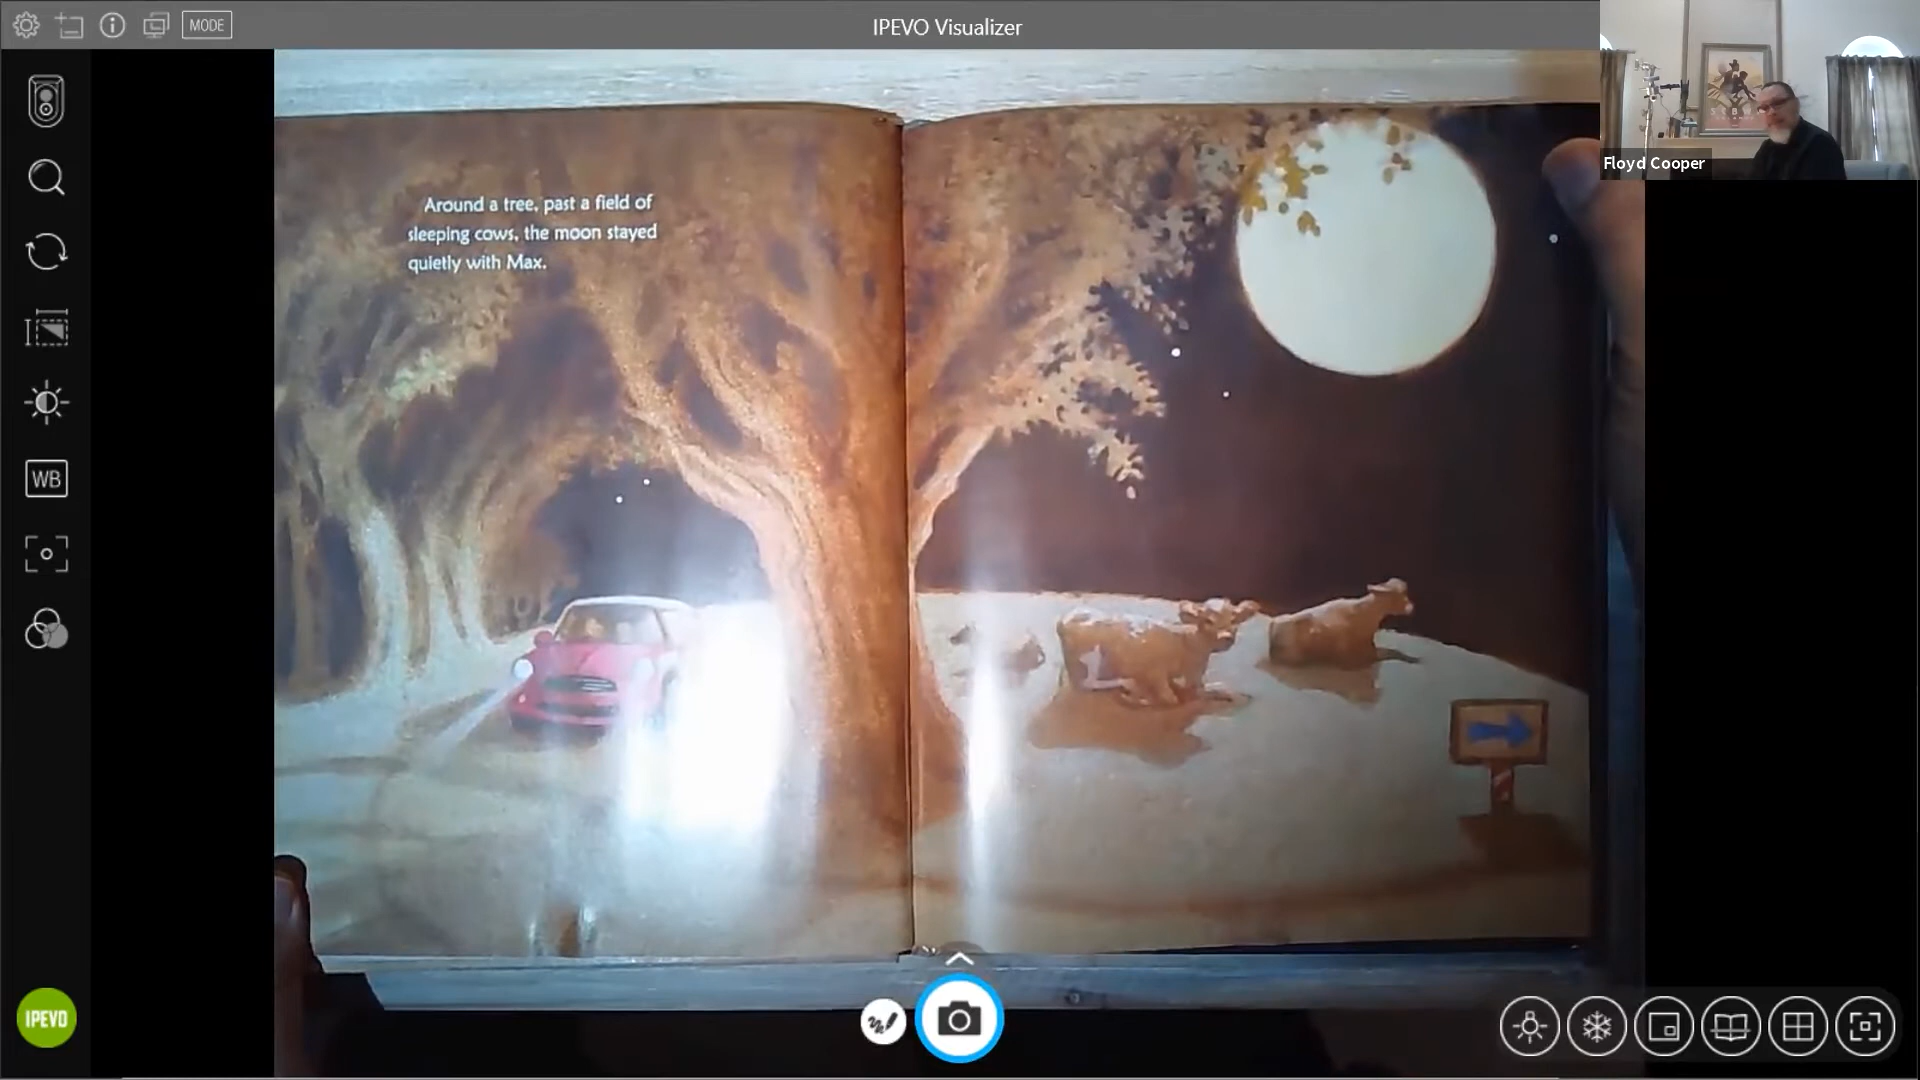 MODE
IPEVO Visualizer
Floyd Cooper
Around a tree, past a field of
sleeping cows, the moon stayed
quietly with Max.
WB
IPEVO